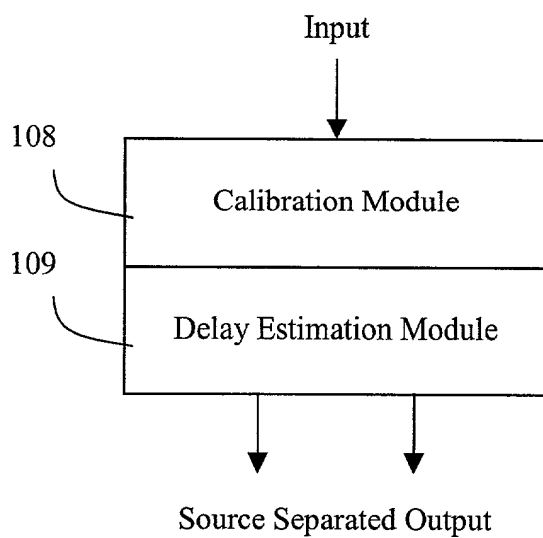 Input
108
Calibration Module
109
Delay Estimation Module
Source Separated Output